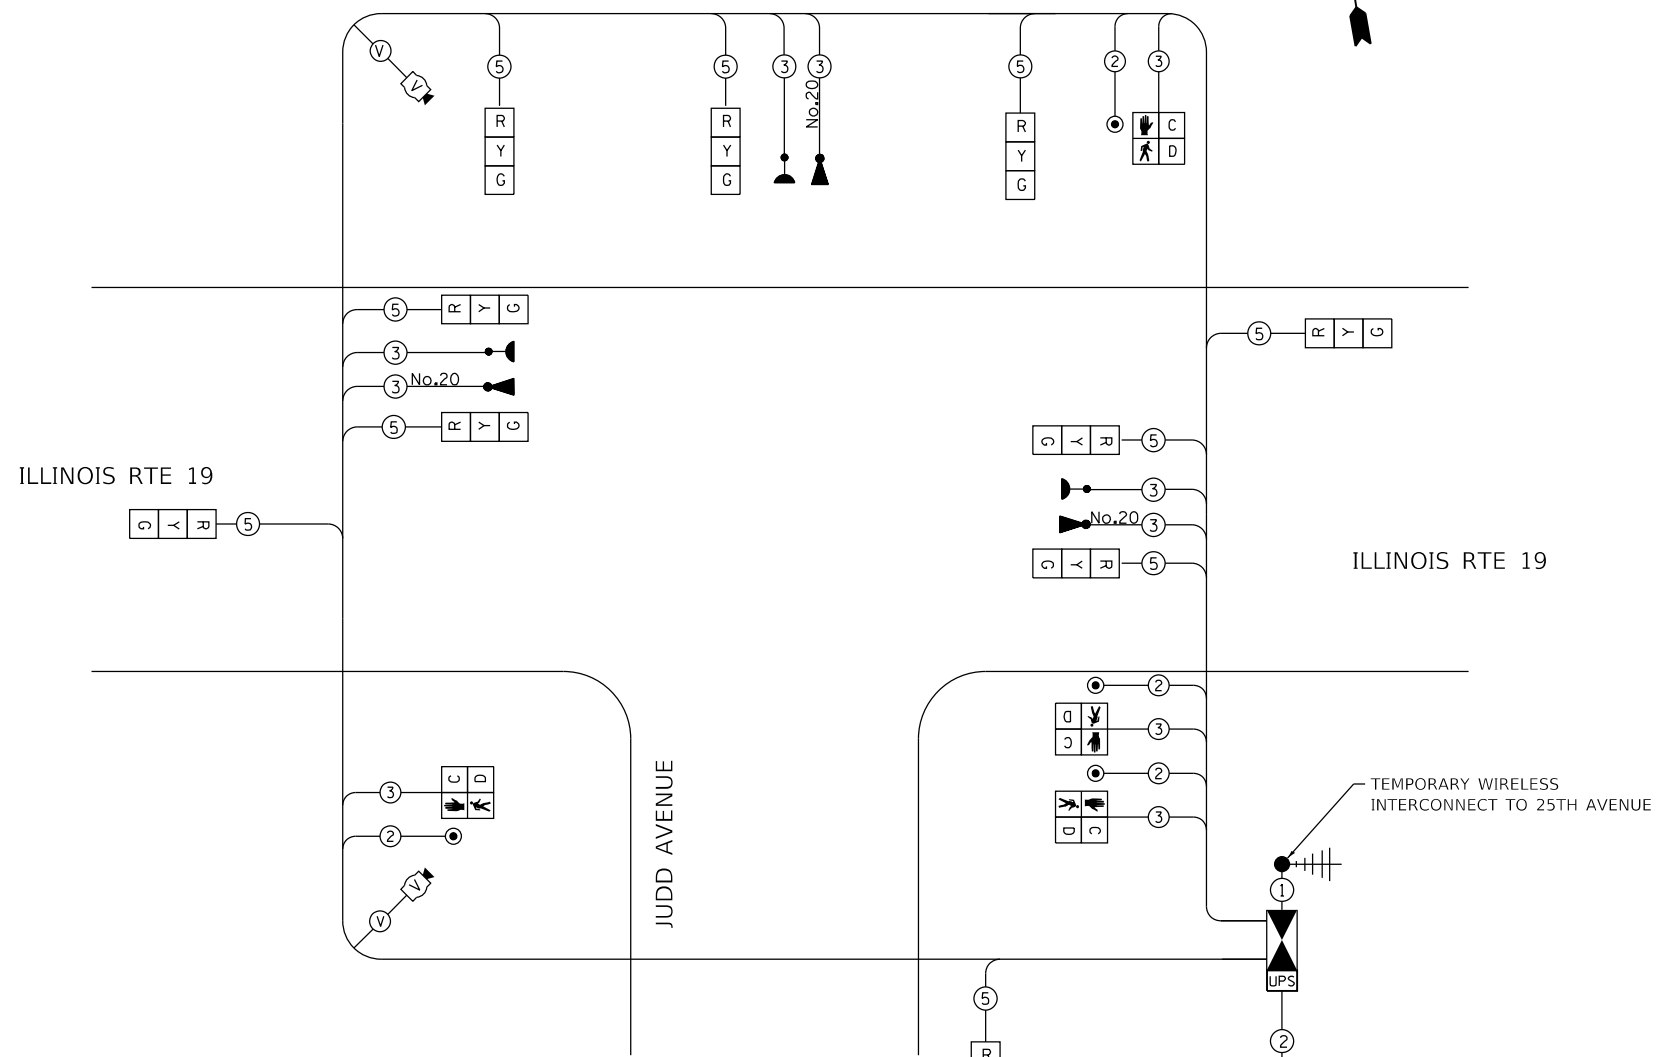 V
V
5
5
3
3
5
2
3
No.20
R
Y
G
R
Y
G
R
Y
G
C
D
5
R Y G
3
3
No.20
5
R Y G
5
R Y G
ILLINOIS RTE 19
R Y G
5
G Y R
5
G Y R
5
3
No.20
3
G Y R
5
ILLINOIS RTE 19
2
D
C
3
2
D C
3
3
C D
2
V
V
JUDD AVENUE
TEMPORARY WIRELESS
INTERCONNECT TO 25TH AVENUE
1
UPS
2
5
R